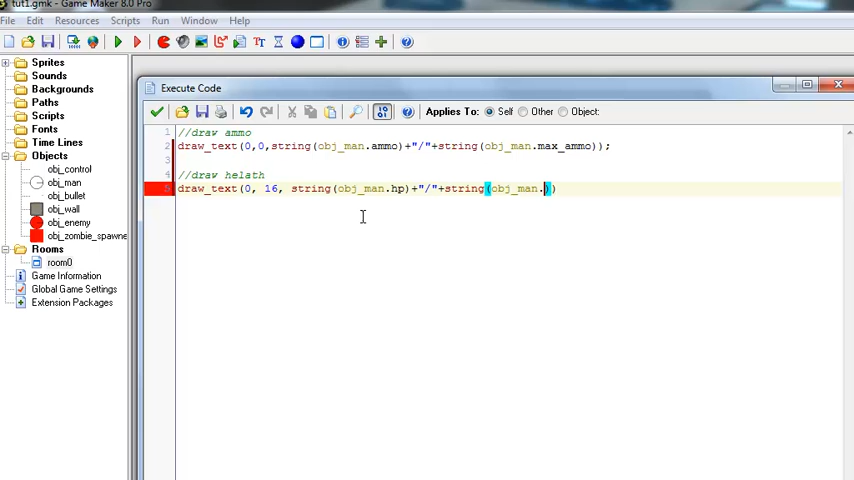 tut1.gmk - Game Maker 8.0 Pro
File Edit Resources Scripts Run Window Help
Sprites
Sounds
Backgrounds
Paths
Scripts
Fonts
Time Lines
Objects
obj_control
obj_man
obj_bullet
obj_wall
obj_enemy
obj_zombie_spawne
Rooms
room0
Game Information
Global Game Settings
Extension Packages
Execute Code
Applies To: Self Other Object:
1 //draw ammo
2 draw_text(0,0,string(obj_man.ammo)+"/"+string(obj_man.max_ammo));
3
4 //draw helath
5 draw_text(0, 16, string(obj_man.hp)+"/"+string(obj_man.))